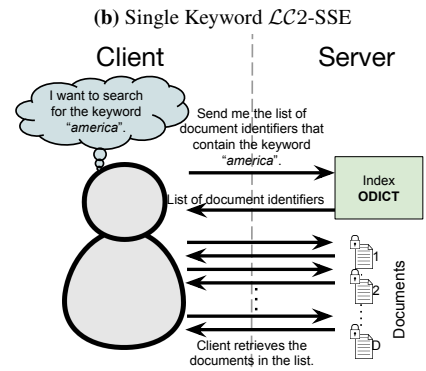 (b) Single Keyword ℒ𝒞2-SSE
Client
Server
I want to search
for the keyword
“america”.
Send me the list of
document identifiers that
contain the keyword
“america”.
Index
ODICT
List of document identifiers
1
2
D
Documents
Client retrieves the
documents in the list.